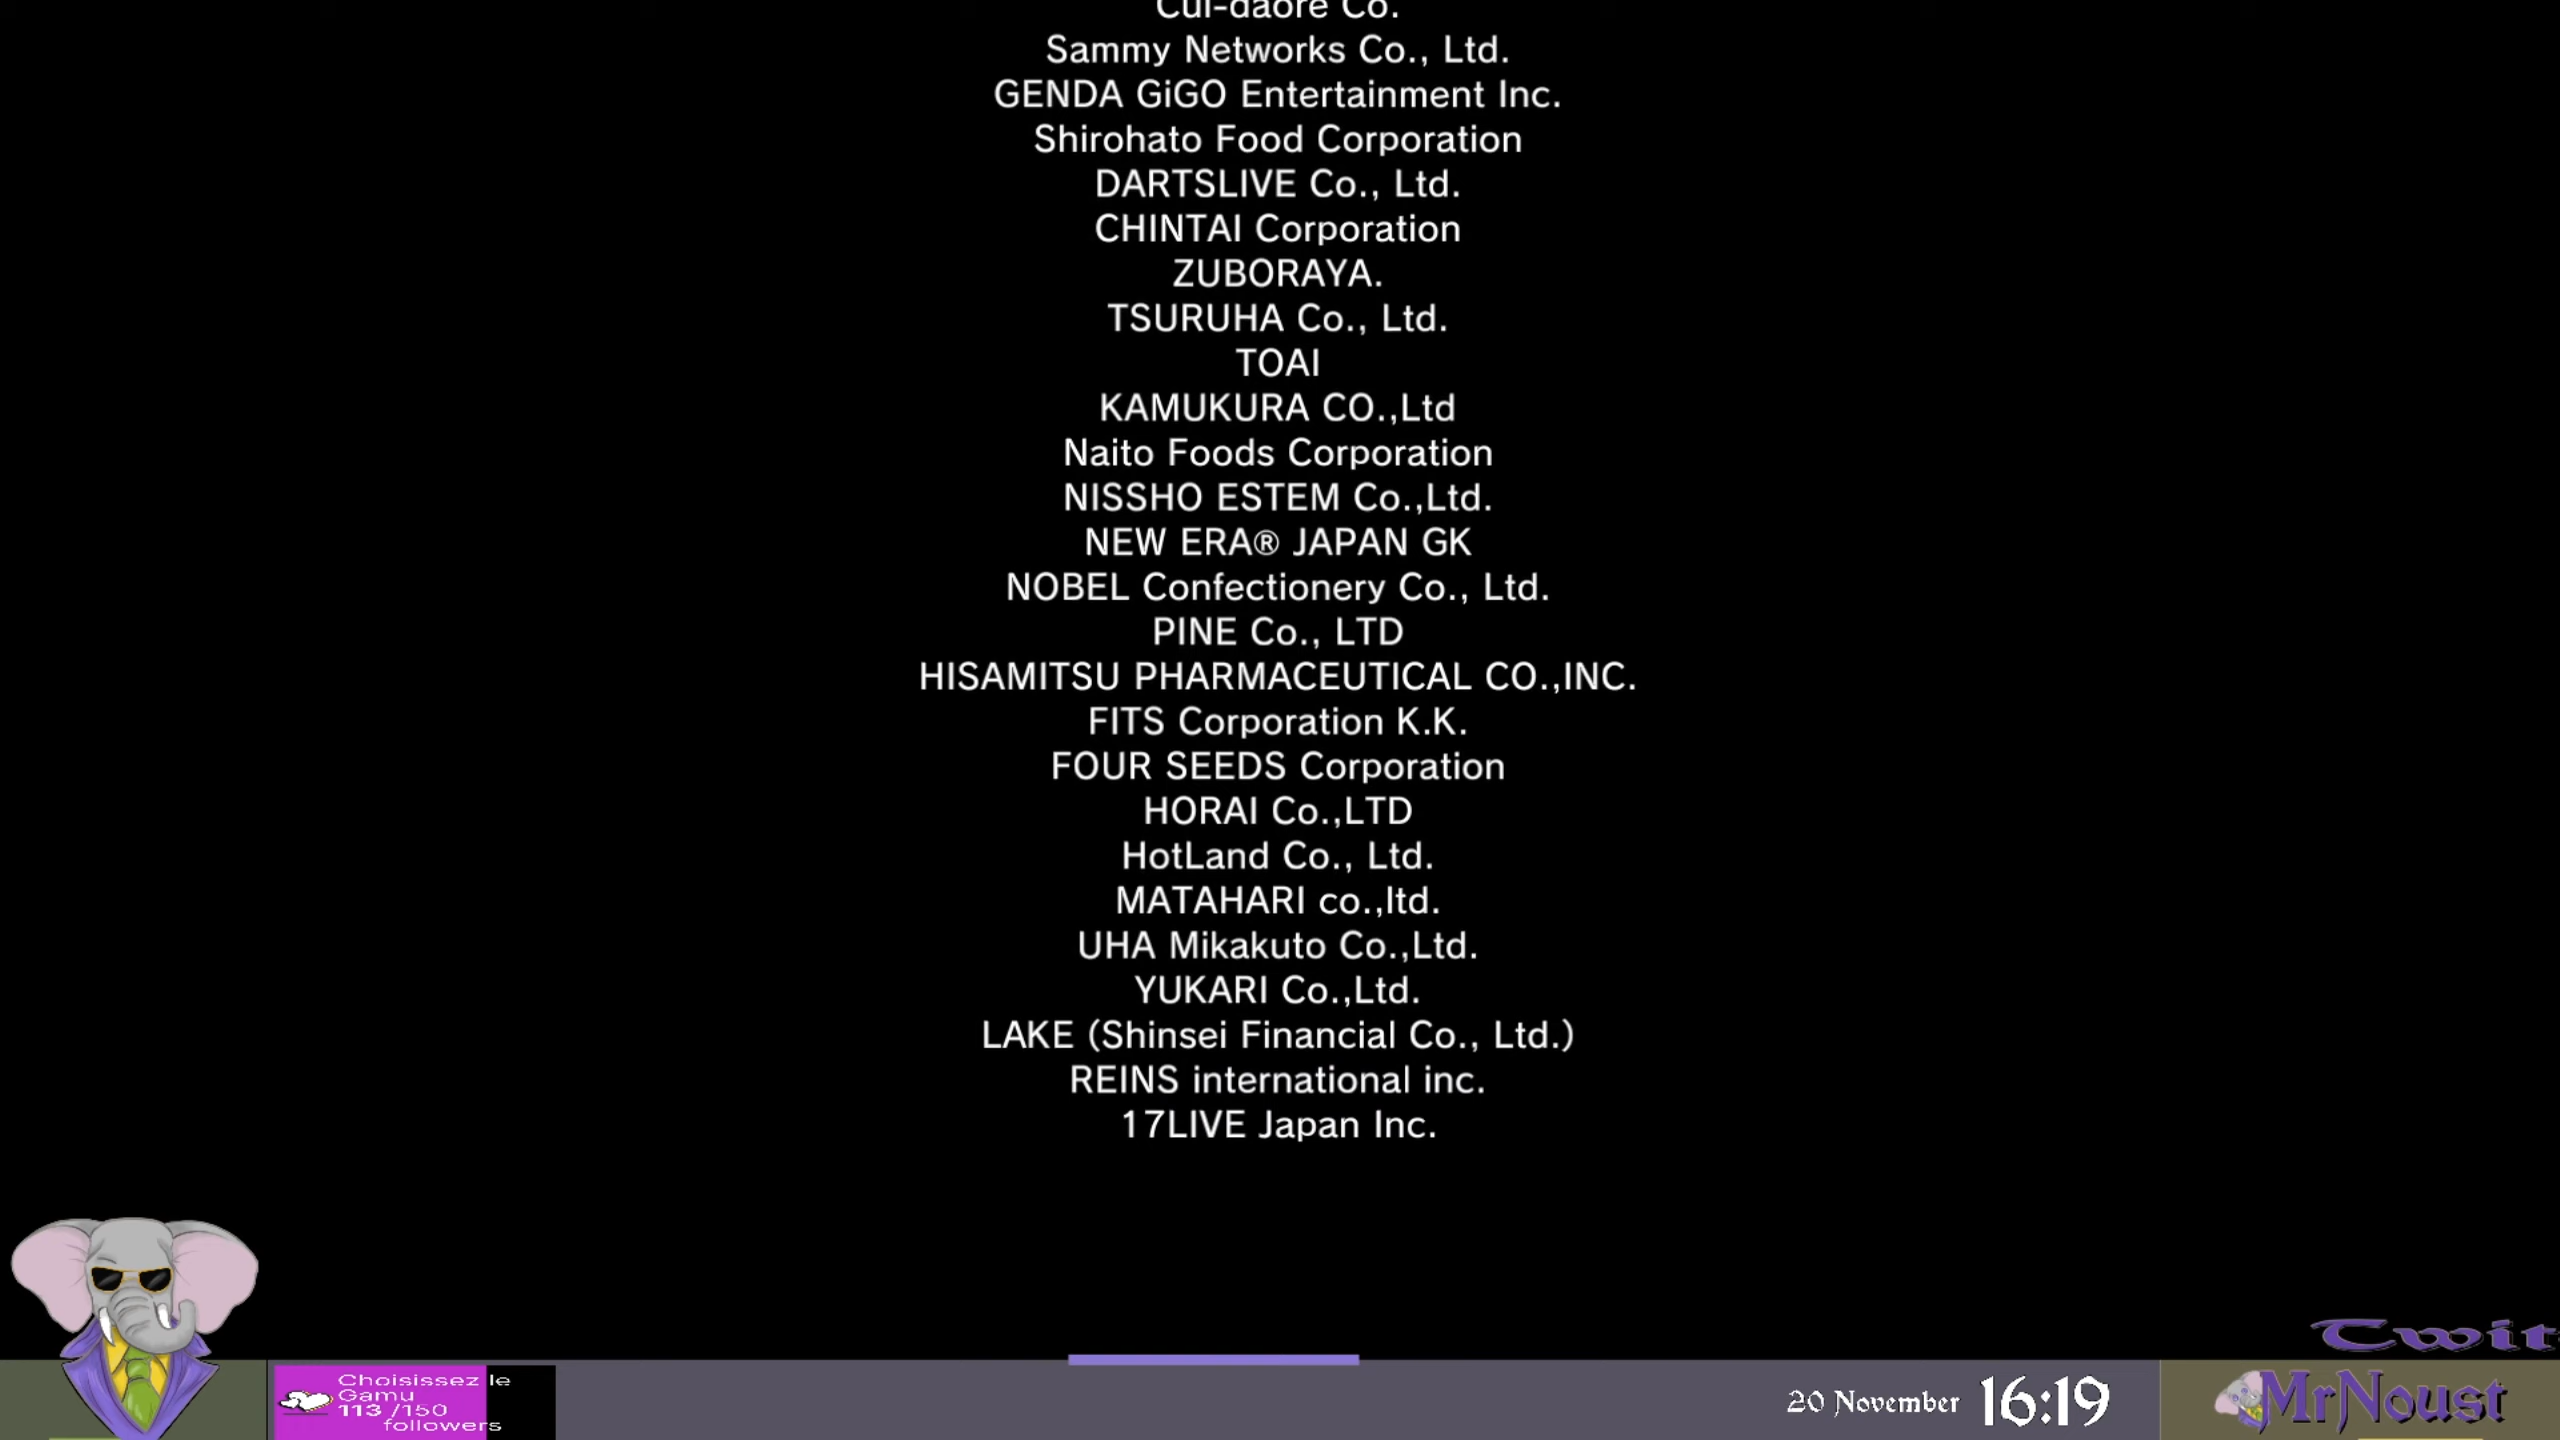 Cui-daore Co.
Sammy Networks Co., Ltd.
GENDA GiGO Entertainment Inc.
Shirohato Food Corporation
DARTSLIVE Co., Ltd.
CHINTAI Corporation
ZUBORAYA.
TSURUHA Co., Ltd.
TOAI
KAMUKURA CO.,Ltd
Naito Foods Corporation
NISSHO ESTEM Co.,Ltd.
NEW ERA® JAPAN GK
NOBEL Confectionery Co., Ltd.
PINE Co., LTD
HISAMITSU PHARMACEUTICAL CO.,INC.
FITS Corporation K.K.
FOUR SEEDS Corporation
HORAI Co.,LTD
HotLand Co., Ltd.
MATAHARI co.,ltd.
UHA Mikakuto Co.,Ltd.
YUKARI Co.,Ltd.
LAKE (Shinsei Financial Co., Ltd.)
REINS international inc.
17LIVE Japan Inc.
Twit
Choisissez le
Gamu
113 /150
followers
20 November 16:19
MrNoust